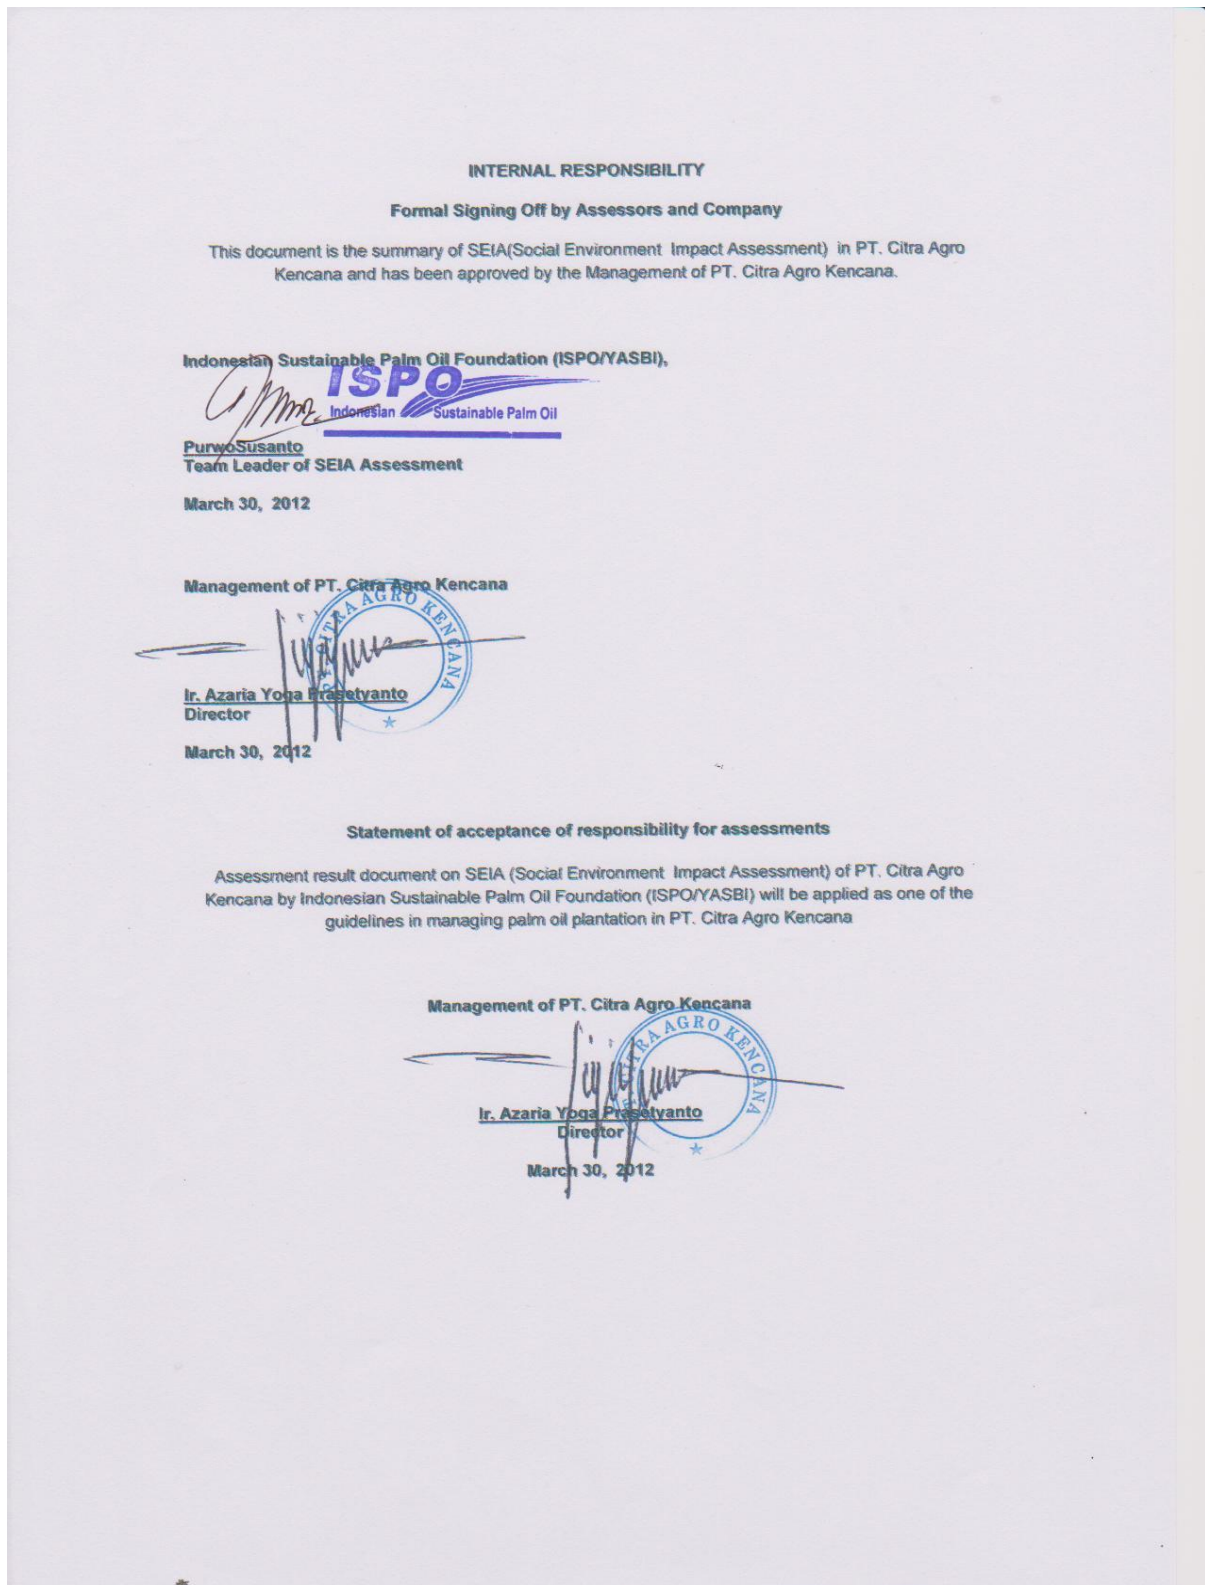 INTERNAL RESPONSIBILITY
Formal Signing Off by Assessors and Company
This document is the summary of SEIA(Social Environment Impact Assessment) in PT. Citra Agro
Kencana and has been approved by the Management of PT. Citra Agro Kencana.
Indonesian Sustainable Palm Oil Foundation (ISPO/YASBI),
ISPO
Indonesian Sustainable Palm Oil
PurwoSusanto
Team Leader of SEIA Assessment
March 30, 2012
Management of PT. Citra Agro Kencana
PT. CITRA AGRO KENCANA
Ir. Azaria Yoga Prasetyanto
Director
March 30, 2012
Statement of acceptance of responsibility for assessments
Assessment result document on SEIA (Social Environment Impact Assessment) of PT. Citra Agro
Kencana by Indonesian Sustainable Palm Oil Foundation (ISPO/YASBI) will be applied as one of the
guidelines in managing palm oil plantation in PT. Citra Agro Kencana
Management of PT. Citra Agro Kencana
CITRA AGRO KENCANA
Ir. Azaria Yoga Prasetyanto
Director
March 30, 2012